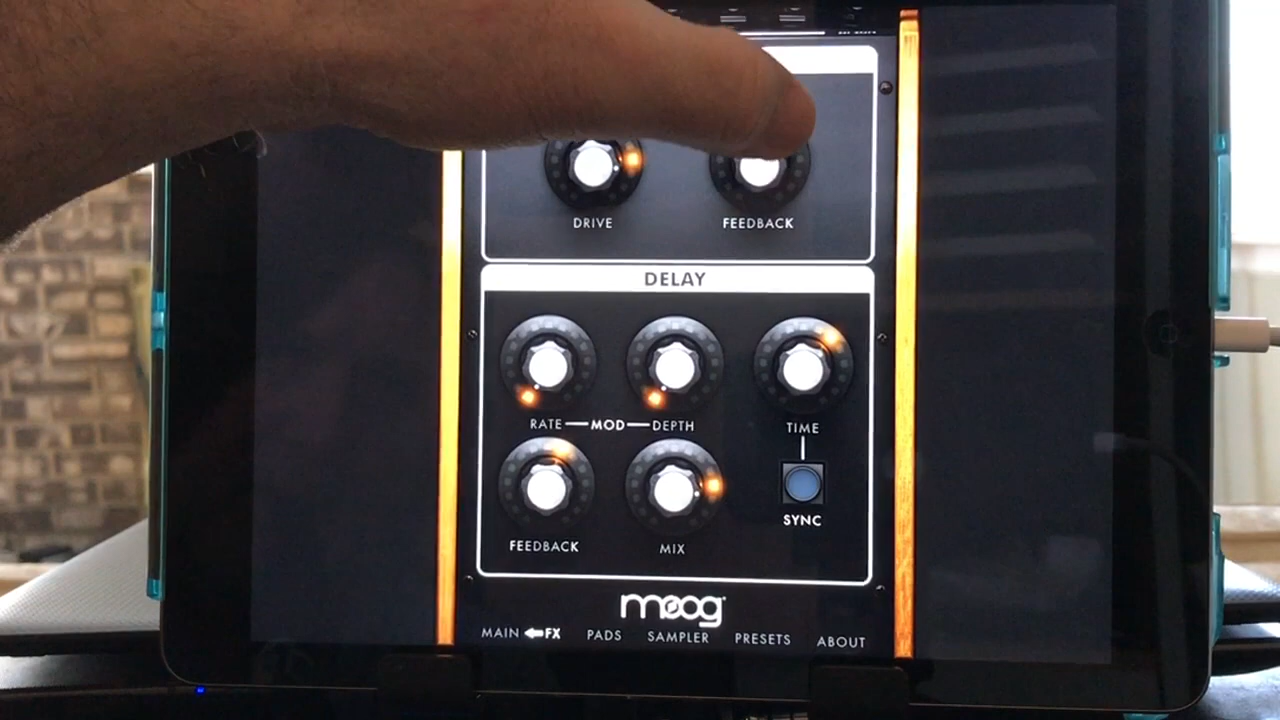 DRIVE FEEDBACK
DELAY
RATE MOD DEPTH TIME
SYNC
FEEDBACK MIX
moog
MAIN FX PADS SAMPLER PRESETS ABOUT